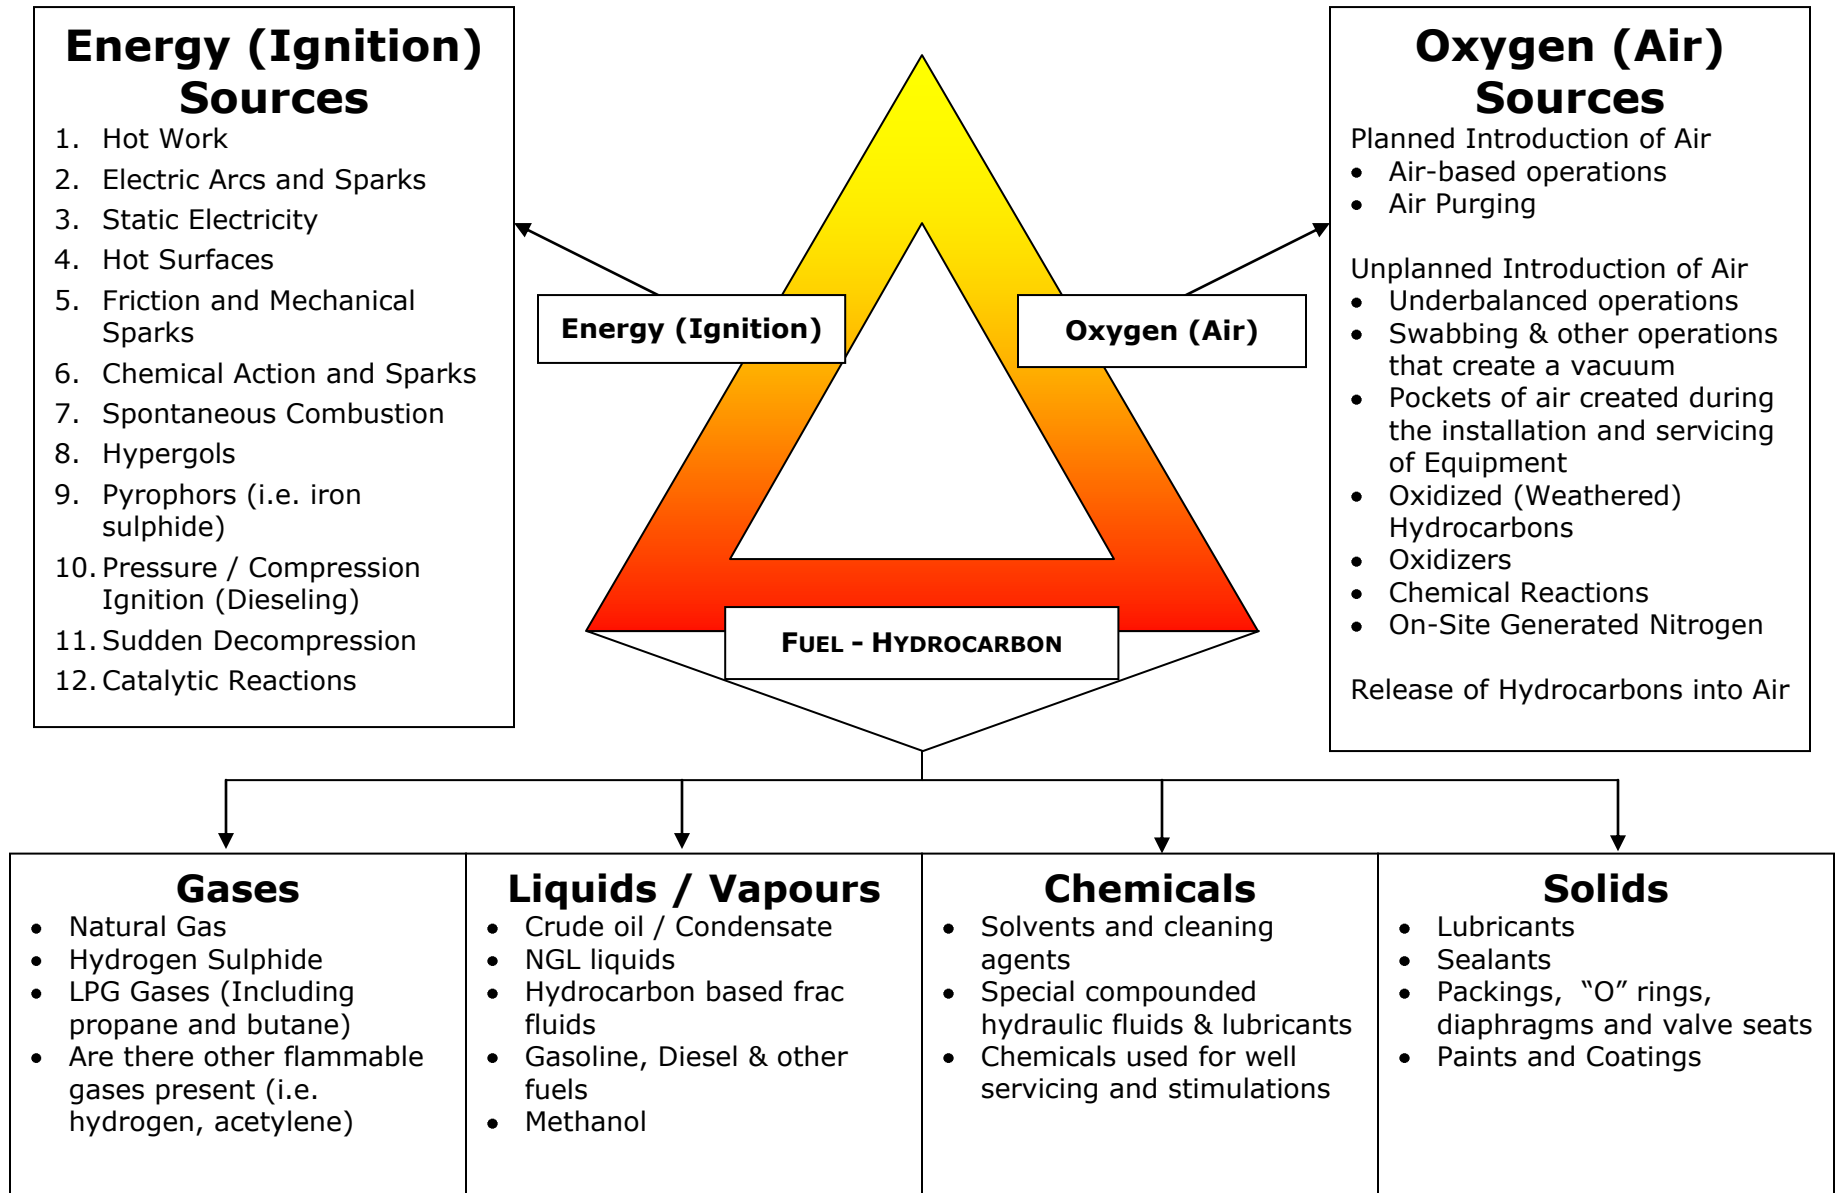 Energy (Ignition)
Sources
1. Hot Work
2. Electric Arcs and Sparks
3. Static Electricity
4. Hot Surfaces
5. Friction and Mechanical
Sparks
6. Chemical Action and Sparks
7. Spontaneous Combustion
8. Hypergols
9. Pyrophors (i.e. iron
sulphide)
10. Pressure / Compression
Ignition (Dieseling)
11. Sudden Decompression
12. Catalytic Reactions
Energy (Ignition)
Oxygen (Air)
FUEL - HYDROCARBON
Oxygen (Air)
Sources
Planned Introduction of Air
• Air-based operations
• Air Purging
Unplanned Introduction of Air
• Underbalanced operations
• Swabbing & other operations
that create a vacuum
• Pockets of air created during
the installation and servicing
of Equipment
• Oxidized (Weathered)
Hydrocarbons
• Oxidizers
• Chemical Reactions
• On-Site Generated Nitrogen
Release of Hydrocarbons into Air
Gases
• Natural Gas
• Hydrogen Sulphide
• LPG Gases (Including
propane and butane)
• Are there other flammable
gases present (i.e.
hydrogen, acetylene)
Liquids / Vapours
• Crude oil / Condensate
• NGL liquids
• Hydrocarbon based frac
fluids
• Gasoline, Diesel & other
fuels
• Methanol
Chemicals
• Solvents and cleaning
agents
• Special compounded
hydraulic fluids & lubricants
• Chemicals used for well
servicing and stimulations
Solids
• Lubricants
• Sealants
• Packings, “O” rings,
diaphragms and valve seats
• Paints and Coatings